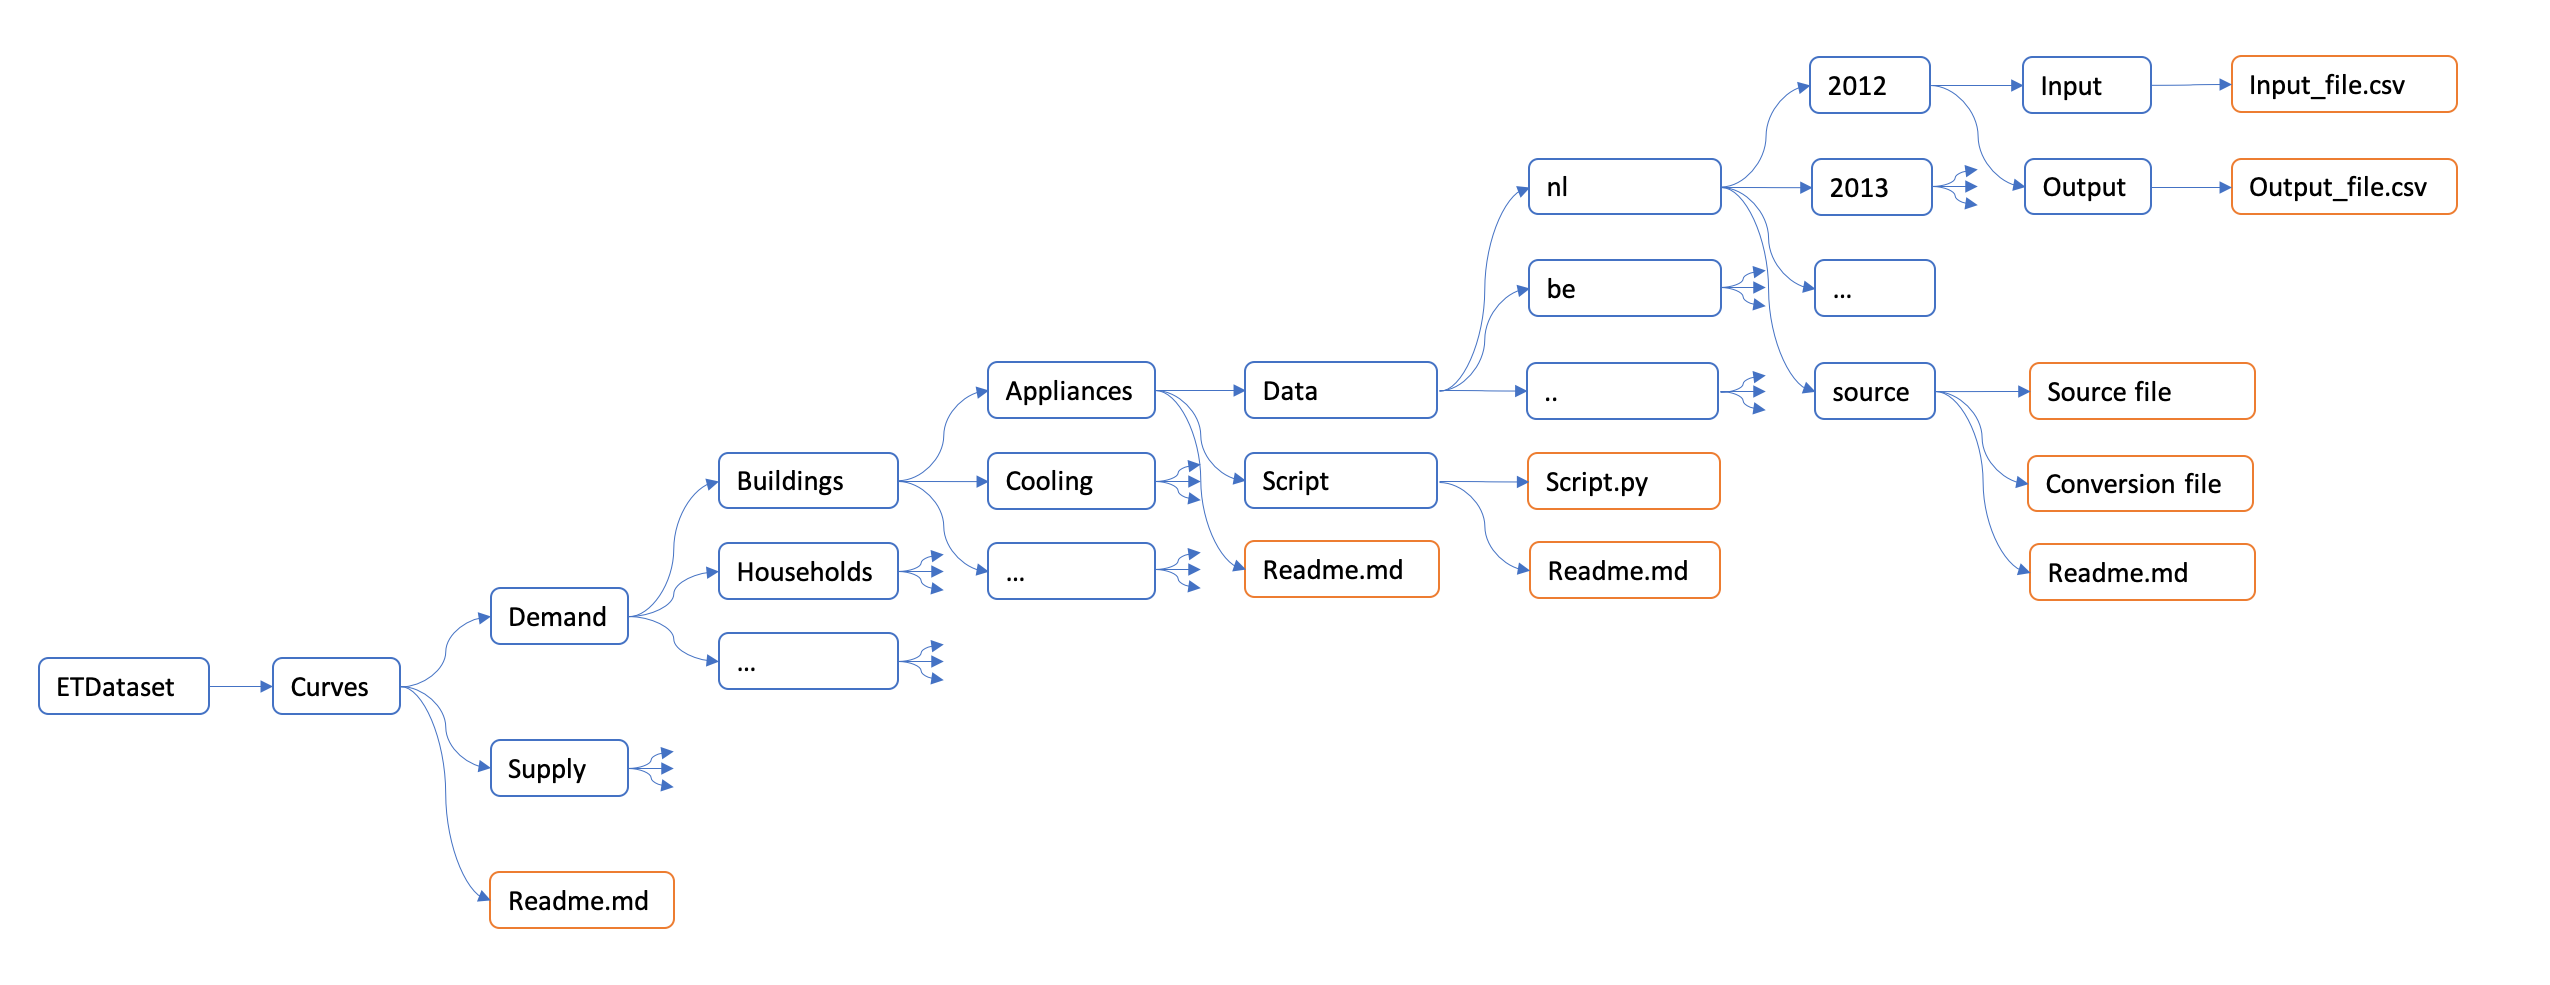 2012
Input
Input_file.csv
nl
2013
Output
Output_file.csv
be
...
Appliances
Data
..
source
Source file
Buildings
Cooling
Script
Script.py
Conversion file
Households
...
Readme.md
Readme.md
Readme.md
Demand
...
ETDataset
Curves
Supply
Readme.md